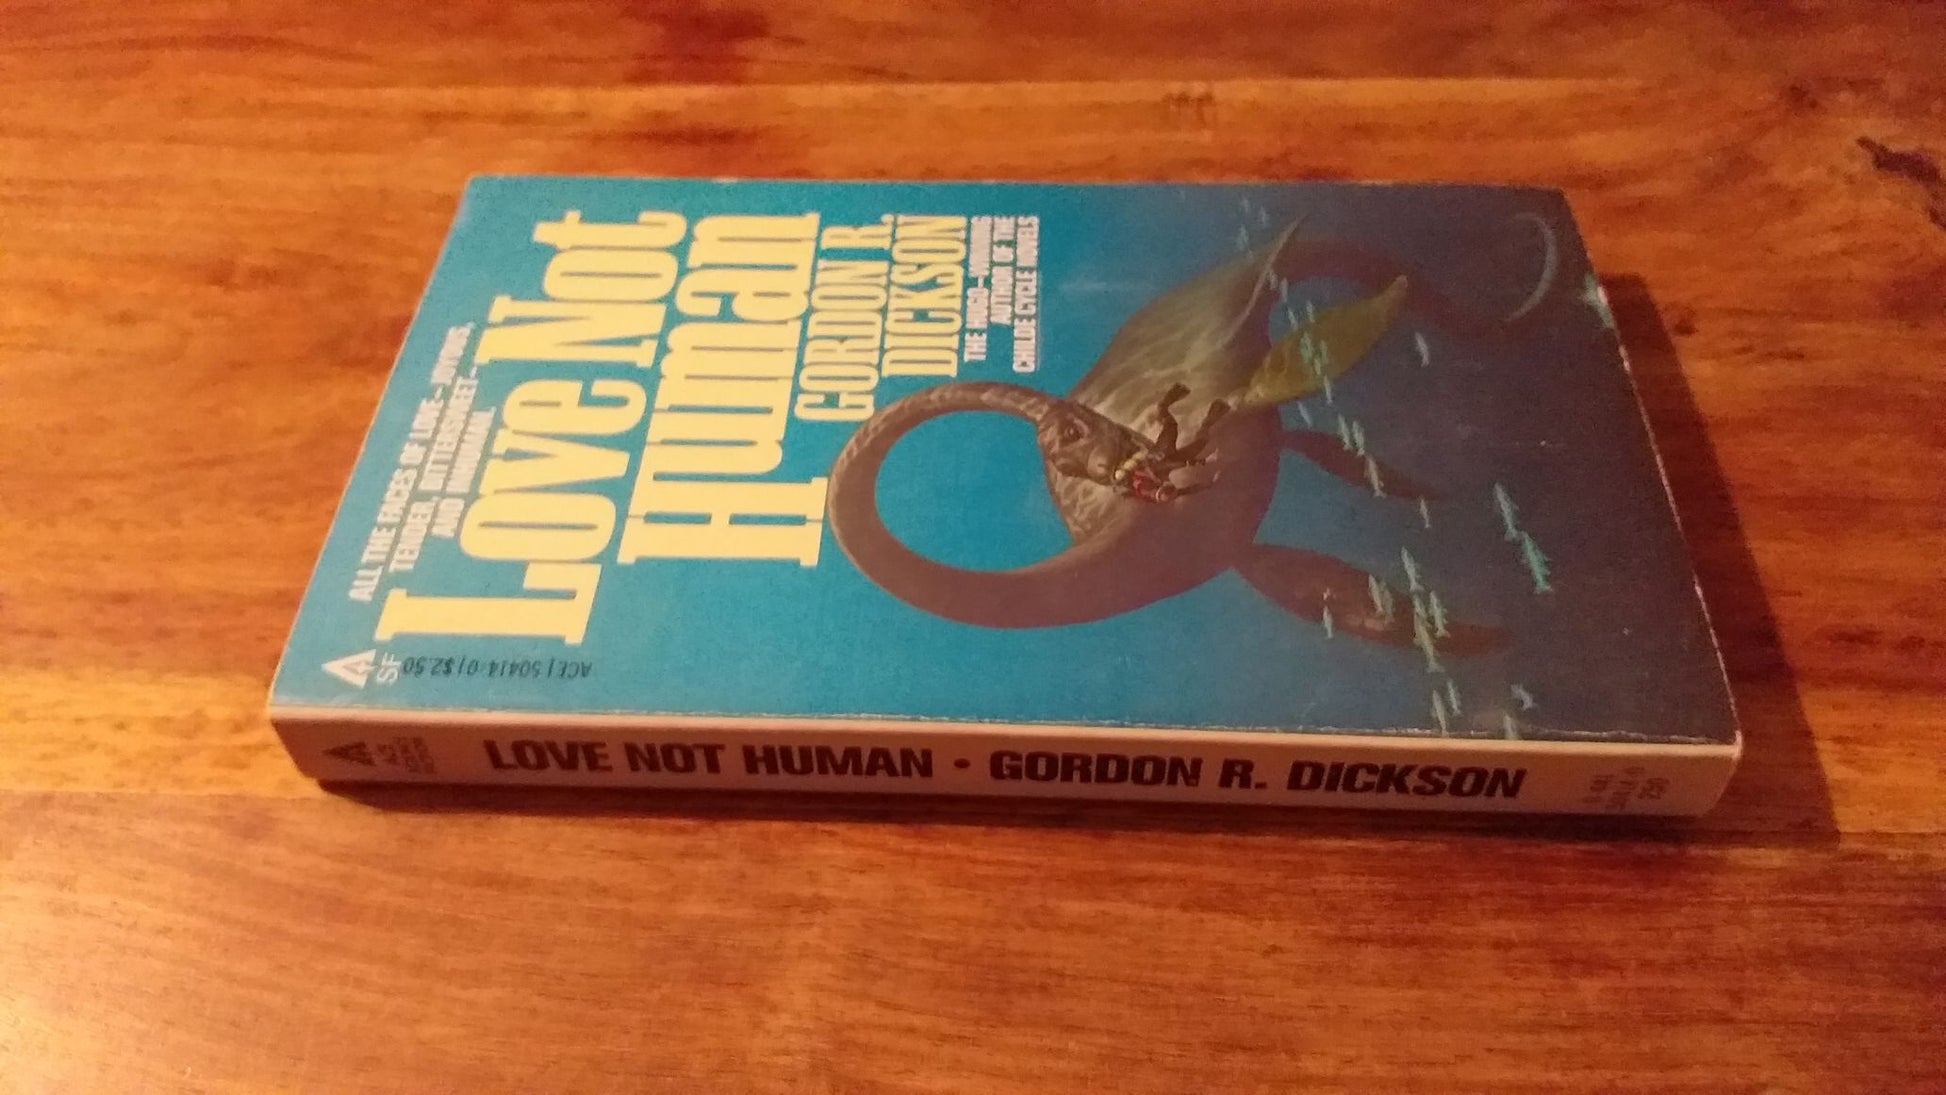 ALL THE FACES OF LOVE—JOYOUS,
TENDER, BITTERSWEET—
AND INHUMAN!
Love Not
Human
GORDON R.
DICKSON
THE HUGO-WINNING
AUTHOR OF THE
CHILDE CYCLE NOVELS
SF
ACE | 50414-0 | $2.50
LOVE NOT HUMAN • GORDON R. DICKSON